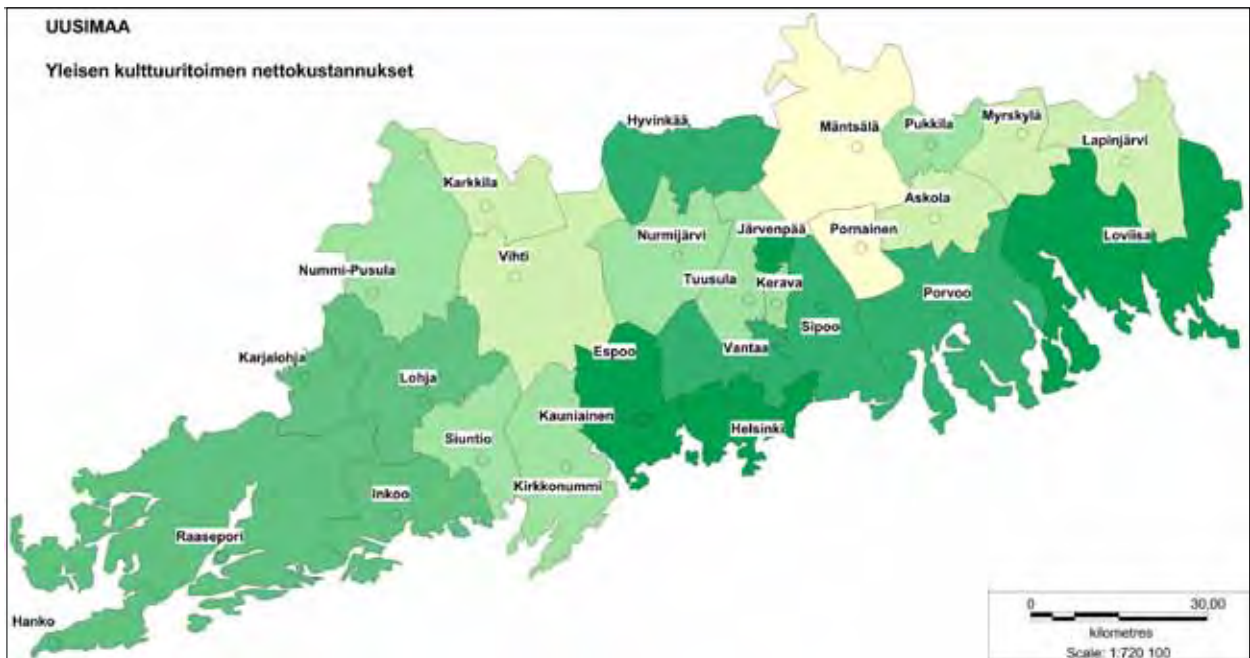 UUSIMAA
Yleisen kulttuuritoimen nettokustannukset
Hyvinkää
Mäntsälä
Pukkila
Myrskylä
Lapinjärvi
Karkkila
Askola
Nurmijärvi
Järvenpää
Pornainen
Loviisa
Nummi-Pusula
Vihti
Tuusula
Kerava
Porvoo
Sipoo
Karjalohja
Lohja
Espoo
Vantaa
Kauniainen
Helsinki
Siuntio
Kirkkonummi
Inkoo
Raasepori
Hanko
0 30,00
kilometres
Scale: 1:720 100